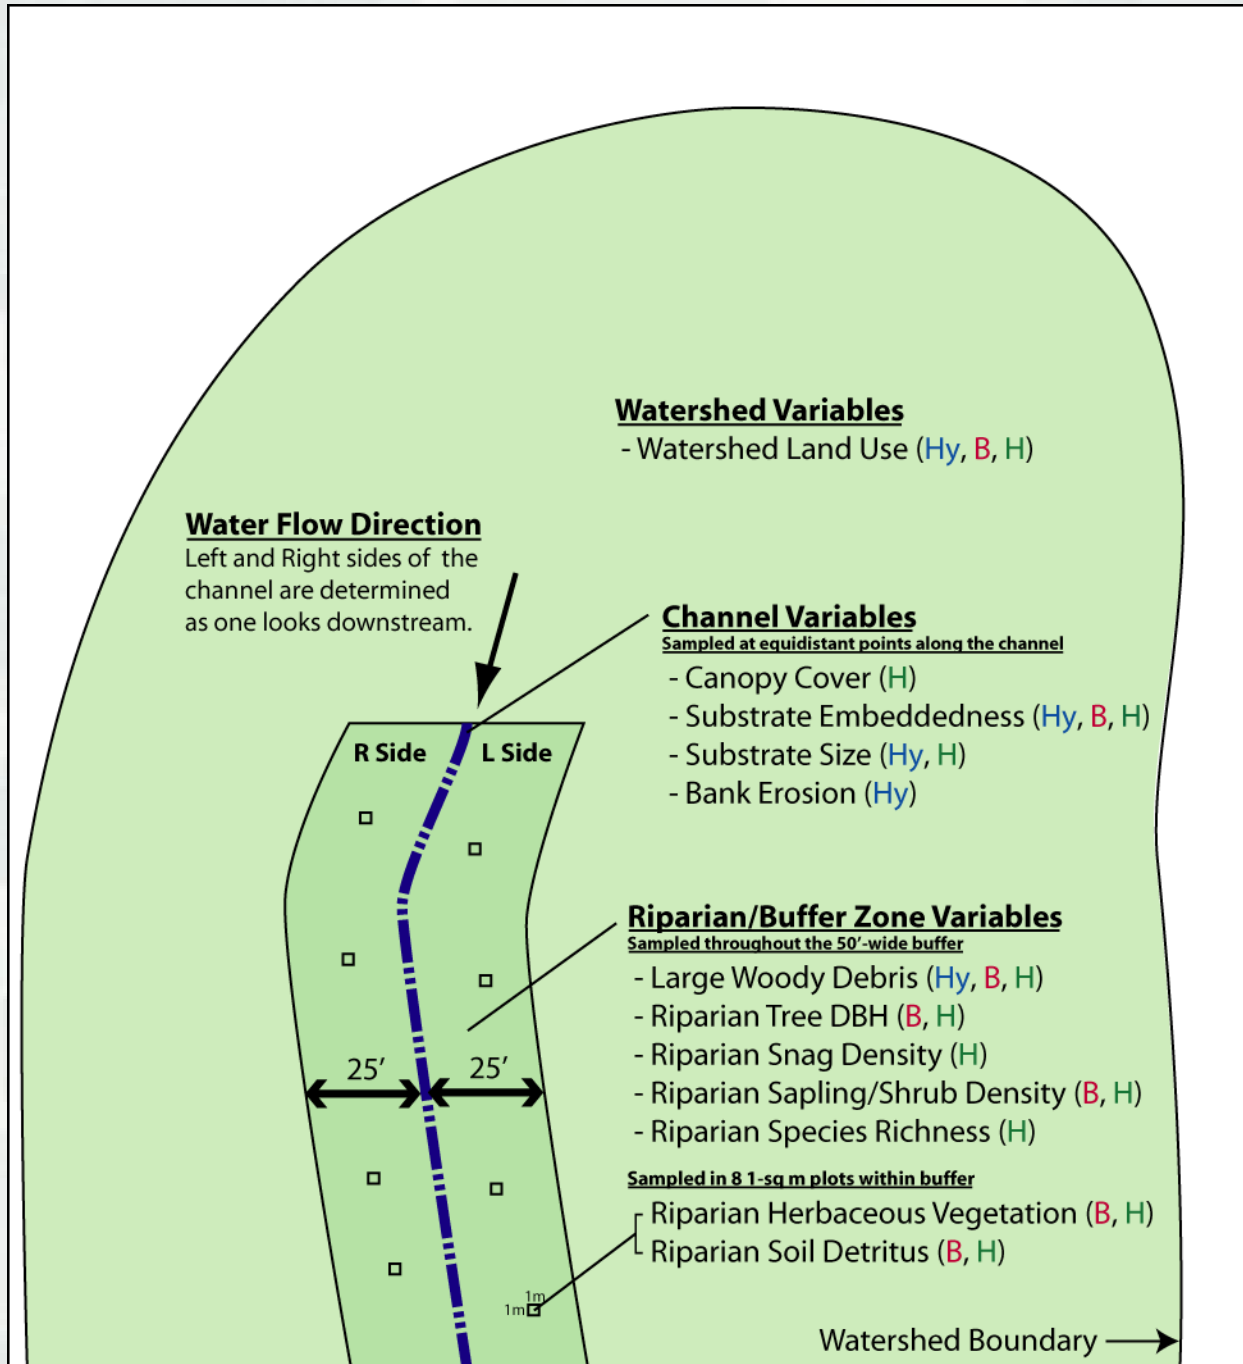 Watershed Variables
- Watershed Land Use (Hy, B, H)
Water Flow Direction
Left and Right sides of the
channel are determined
as one looks downstream.
Channel Variables
Sampled at equidistant points along the channel
- Canopy Cover (H)
- Substrate Embeddedness (Hy, B, H)
- Substrate Size (Hy, H)
- Bank Erosion (Hy)
R Side
L Side
Riparian/Buffer Zone Variables
Sampled throughout the 50'-wide buffer
- Large Woody Debris (Hy, B, H)
- Riparian Tree DBH (B, H)
- Riparian Snag Density (H)
- Riparian Sapling/Shrub Density (B, H)
- Riparian Species Richness (H)
25'
25'
Sampled in 8 1-sq m plots within buffer
Riparian Herbaceous Vegetation (B, H)
Riparian Soil Detritus (B, H)
1m
1m
Watershed Boundary